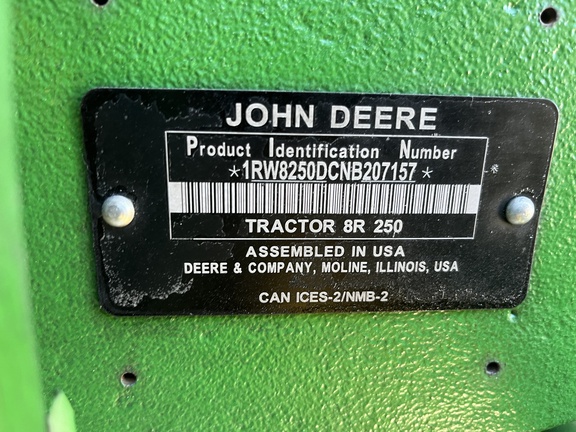 JOHN DEERE
Product Identification Number
*1RW8250DCNB207157*
TRACTOR 8R 250
ASSEMBLED IN USA
DEERE & COMPANY, MOLINE, ILLINOIS, USA
CAN ICES-2/NMB-2